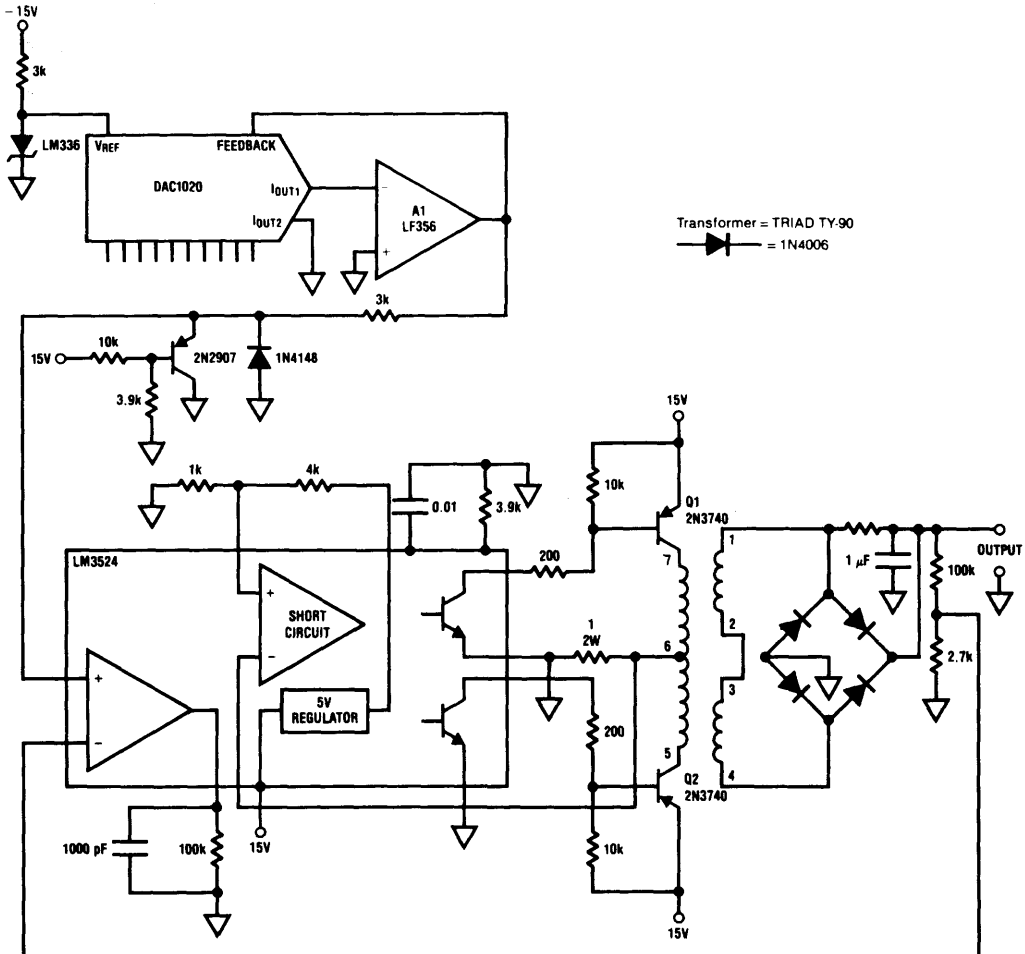 – 15V
3k
LM336
VREF
FEEDBACK
DAC1020
IOUT1
IOUT2
–
A1
LF356
+
Transformer = TRIAD TY-90
= 1N4006
3k
15V
10k
2N2907
1N4148
3.9k
15V
1k
4k
10k
Q1
2N3740
0.01
3.9k
LM3524
200
7
1
1 μF
OUTPUT
100k
+
SHORT
CIRCUIT
–
1
2W
6
2
2.7k
5V
REGULATOR
3
+
–
200
5
4
Q2
2N3740
1000 pF
100k
15V
10k
15V